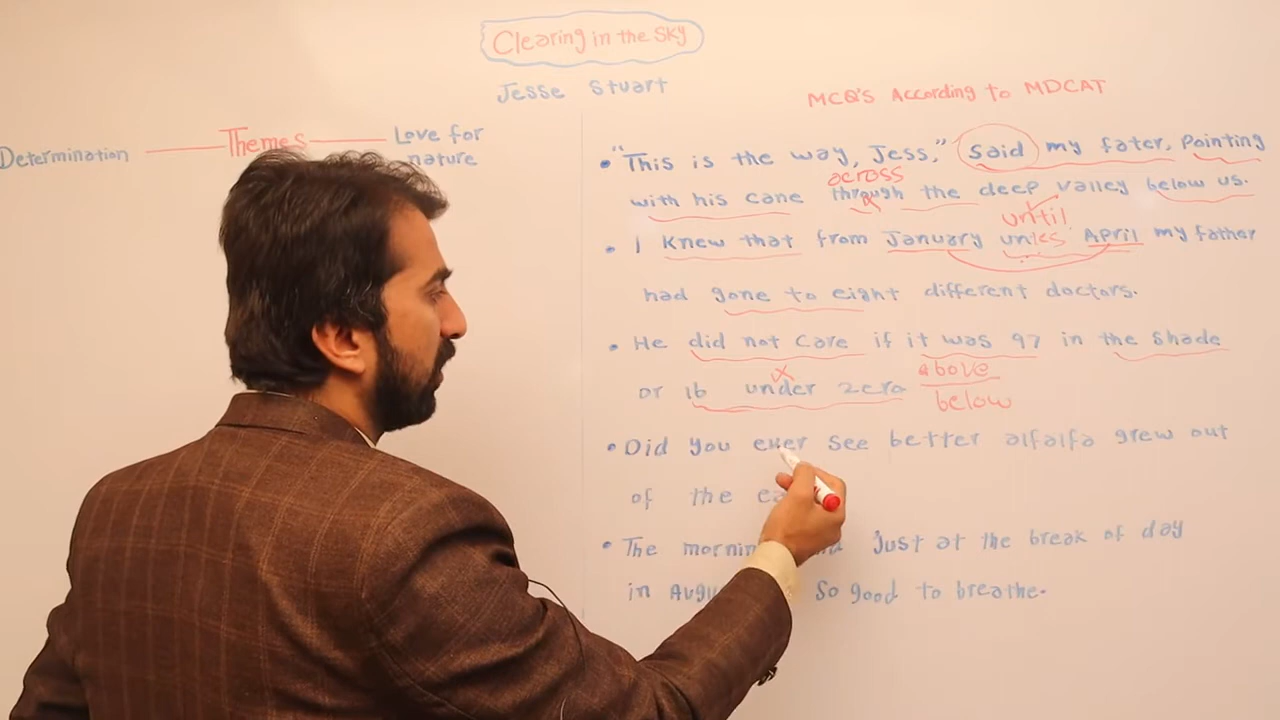 Clearing in the Sky
Jesse Stuart
MCQ'S According to MDCAT
Themes
Determination
Love for
nature
• "This is the way, Jess," Said my fater, Pointing
across
with his cane through the deep valley below us.
until
• I Knew that from January unles April my father
had gone to eight different doctors.
• He did not care if it was 97 in the Shade
or 16 under zero above
below
• Did you ever see better alfalfa grew out
of the
• The Just at the break of day
in So good to breathe.